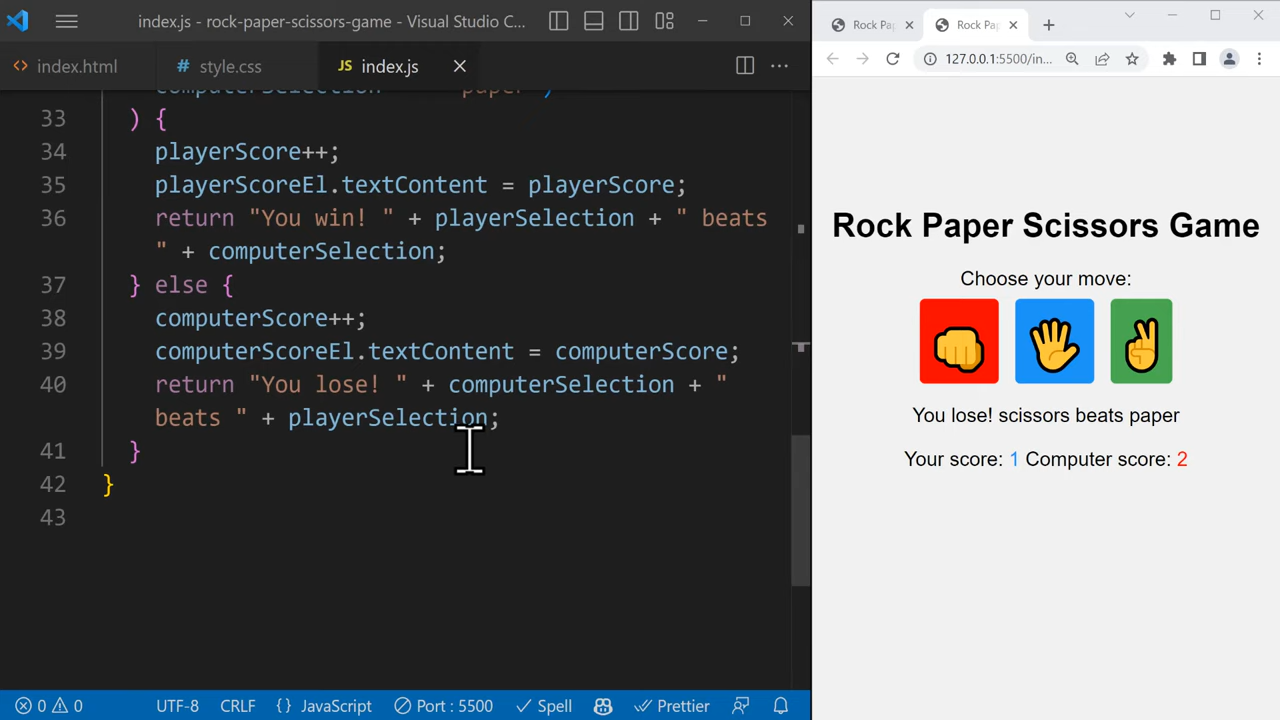 index.js - rock-paper-scissors-game - Visual Studio C...
index.html
style.css
JS index.js
computerSelection "paper")
33 ) {
34 playerScore++;
35 playerScoreEl.textContent = playerScore;
36 return "You win! " + playerSelection + " beats
" + computerSelection;
37 } else {
38 computerScore++;
39 computerScoreEl.textContent = computerScore;
40 return "You lose! " + computerSelection + "
beats " + playerSelection;
41 }
42 }
43
0 0 UTF-8 CRLF {} JavaScript Port : 5500 Spell Prettier
Rock Pa
Rock Pap
127.0.0.1:5500/in...
Rock Paper Scissors Game
Choose your move:
You lose! scissors beats paper
Your score: 1 Computer score: 2